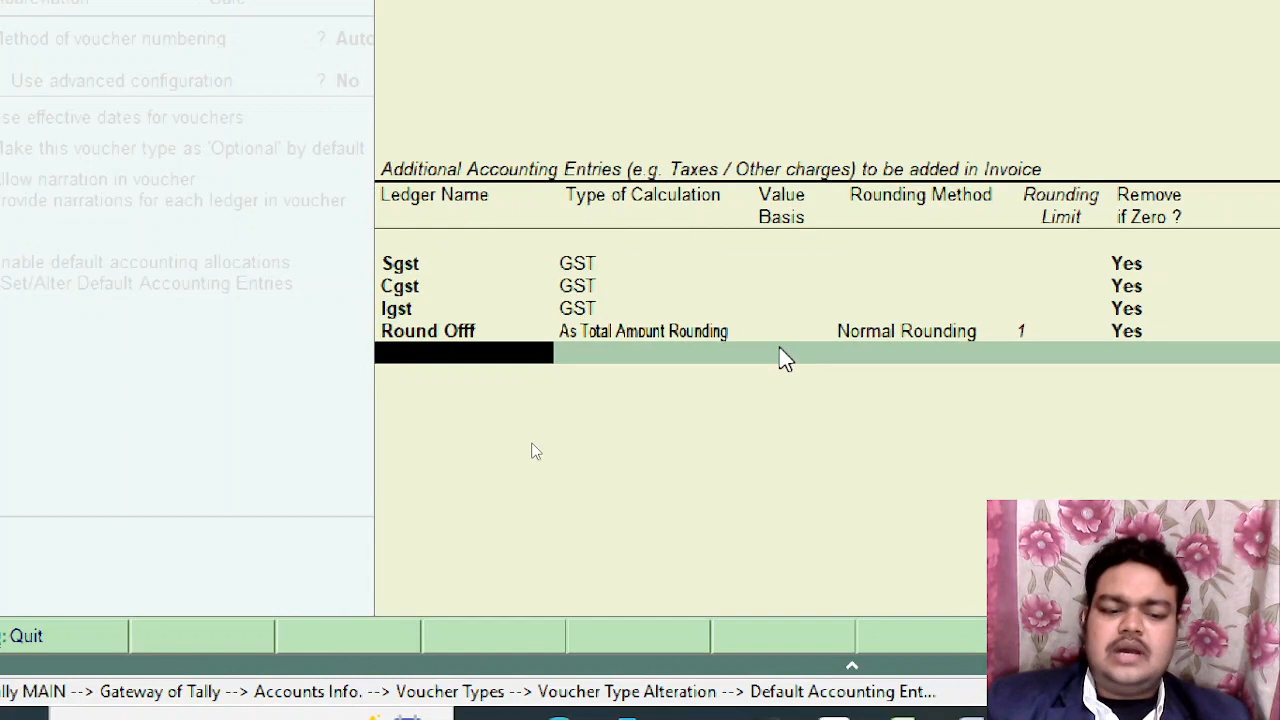 Method of voucher numbering ? Auto
Use advanced configuration ? No
se effective dates for vouchers
Make this voucher type as 'Optional' by default
llow narration in voucher
rovide narrations for each ledger in voucher
nable default accounting allocations
Set/Alter Default Accounting Entries
Additional Accounting Entries (e.g. Taxes / Other charges) to be added in Invoice
Ledger Name Type of Calculation Value Basis Rounding Method Rounding Limit Remove if Zero ?
Sgst GST Yes
Cgst GST Yes
Igst GST Yes
Round Offf As Total Amount Rounding Normal Rounding 1 Yes
: Quit
lly MAIN --> Gateway of Tally --> Accounts Info. --> Voucher Types --> Voucher Type Alteration --> Default Accounting Ent...